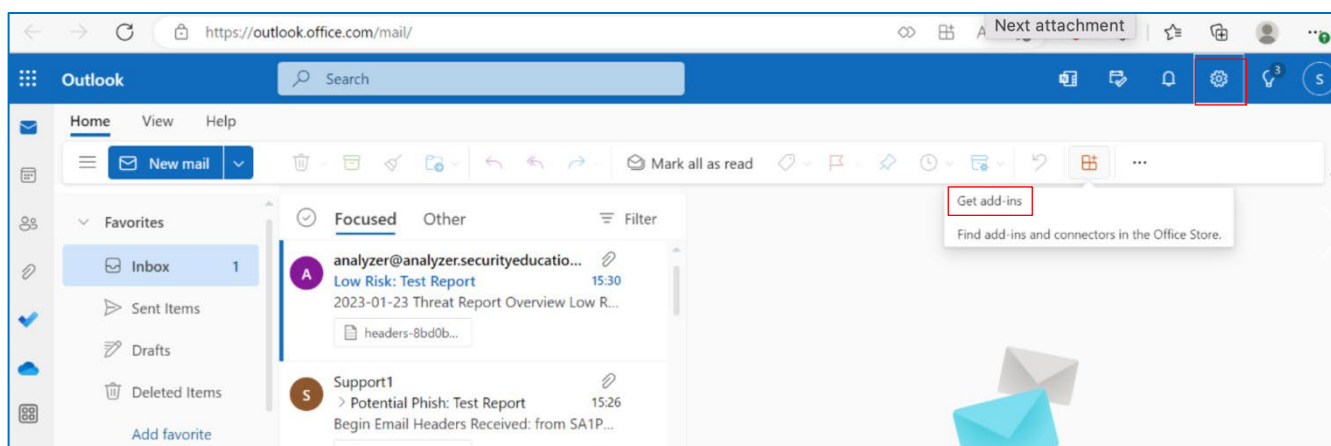 https://outlook.office.com/mail/
Next attachment
Outlook
Search
3
S
Home View Help
New mail
Mark all as read
Get add-ins
Find add-ins and connectors in the Office Store.
Favorites
Inbox 1
Sent Items
Drafts
Deleted Items
Add favorite
Focused Other Filter
A
analyzer@analyzer.securityeducatio...
Low Risk: Test Report 15:30
2023-01-23 Threat Report Overview Low R...
headers-8bd0b...
S
Support1
> Potential Phish: Test Report 15:26
Begin Email Headers Received: from SA1P...